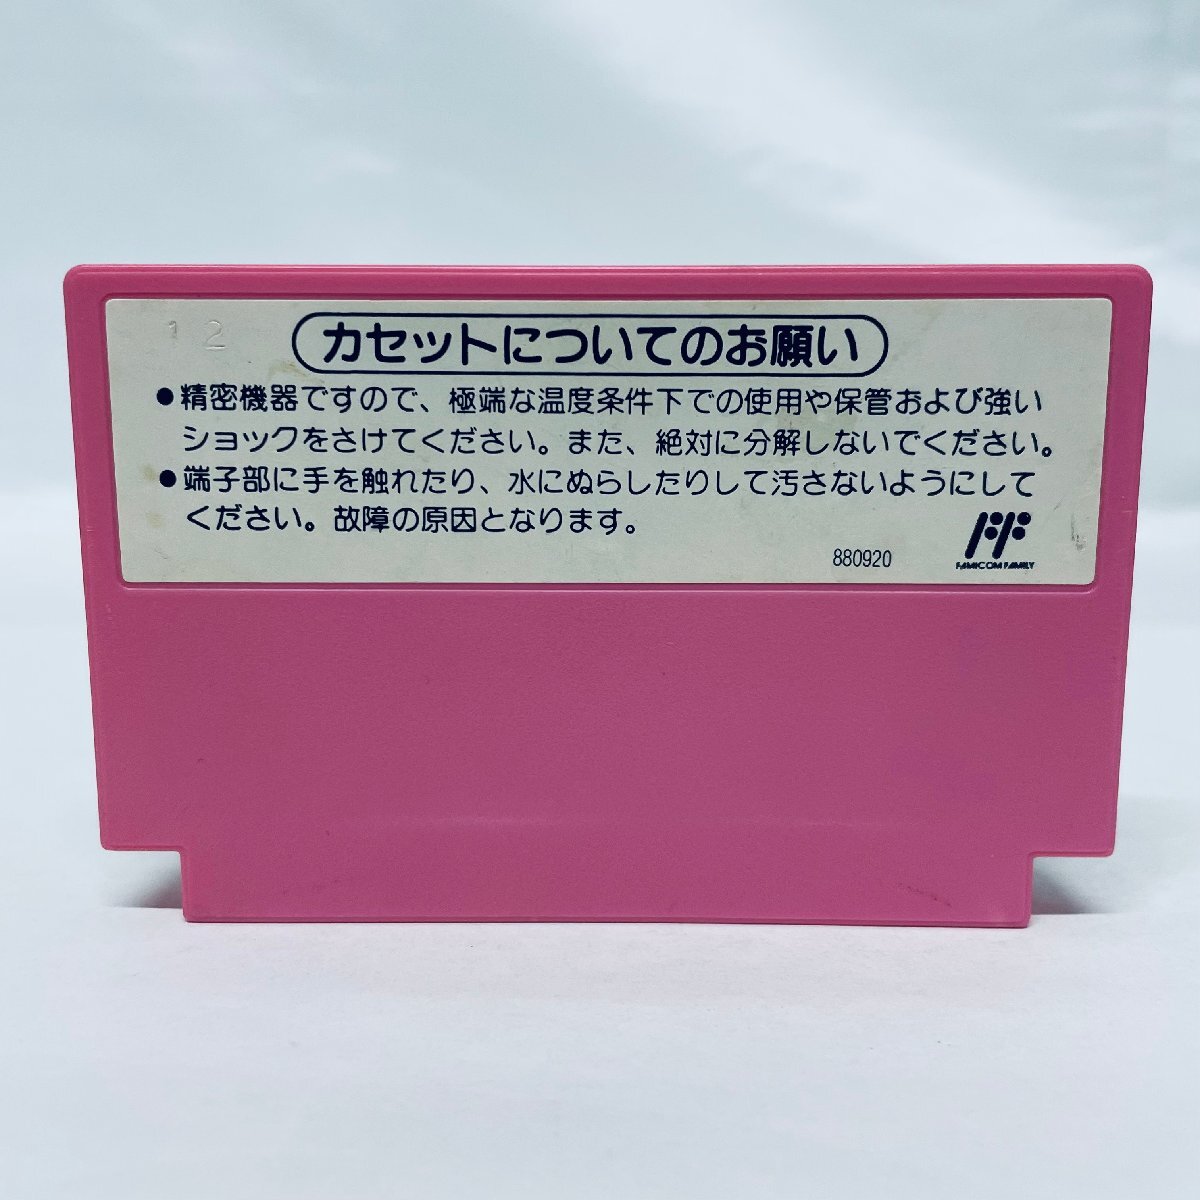 12
カセットについてのお願い
●精密機器ですので、極端な温度条件下での使用や保管および強い
ショックをさけてください。また、絶対に分解しないでください。
●端子部に手を触れたり、水にぬらしたりして汚さないようにして
ください。故障の原因となります。
880920
FF
FAMICOM FAMILY